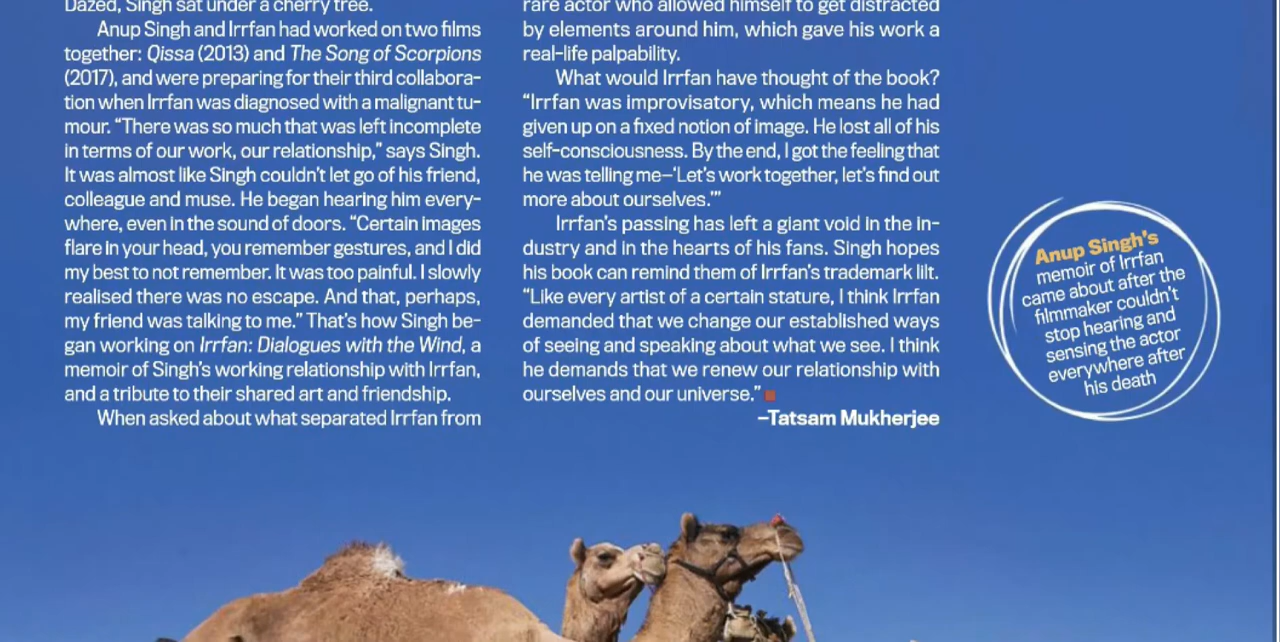 Dazed, Singh sat under a cherry tree.
Anup Singh and Irrfan had worked on two films
together: Qissa (2013) and The Song of Scorpions
(2017), and were preparing for their third collabora-
tion when Irrfan was diagnosed with a malignant tu-
mour. “There was so much that was left incomplete
in terms of our work, our relationship,” says Singh.
It was almost like Singh couldn’t let go of his friend,
colleague and muse. He began hearing him every-
where, even in the sound of doors. “Certain images
flare in your head, you remember gestures, and I did
my best to not remember. It was too painful. I slowly
realised there was no escape. And that, perhaps,
my friend was talking to me.” That’s how Singh be-
gan working on Irrfan: Dialogues with the Wind, a
memoir of Singh’s working relationship with Irrfan,
and a tribute to their shared art and friendship.
When asked about what separated Irrfan from
rare actor who allowed himself to get distracted
by elements around him, which gave his work a
real-life palpability.
What would Irrfan have thought of the book?
“Irrfan was improvisatory, which means he had
given up on a fixed notion of image. He lost all of his
self-consciousness. By the end, I got the feeling that
he was telling me–‘Let’s work together, let’s find out
more about ourselves.’”
Irrfan’s passing has left a giant void in the in-
dustry and in the hearts of his fans. Singh hopes
his book can remind them of Irrfan’s trademark lilt.
“Like every artist of a certain stature, I think Irrfan
demanded that we change our established ways
of seeing and speaking about what we see. I think
he demands that we renew our relationship with
ourselves and our universe.”
–Tatsam Mukherjee
Anup Singh’s
memoir of Irrfan
came about after the
filmmaker couldn’t
stop hearing and
sensing the actor
everywhere after
his death